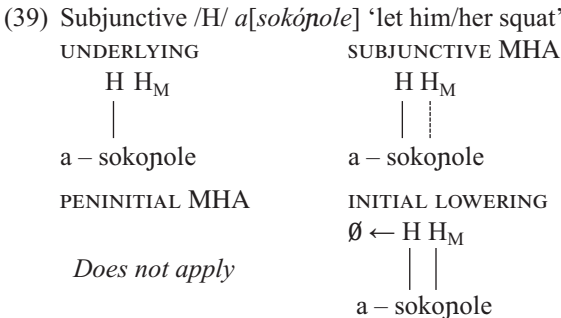 (39) Subjunctive /H/ a[sokóɲole] ‘let him/her squat’
UNDERLYING SUBJUNCTIVE MHA
H H_M H H_M
a – sokoɲole a – sokoɲole
PENINITIAL MHA INITIAL LOWERING
Ø ← H H_M
Does not apply
a – sokoɲole